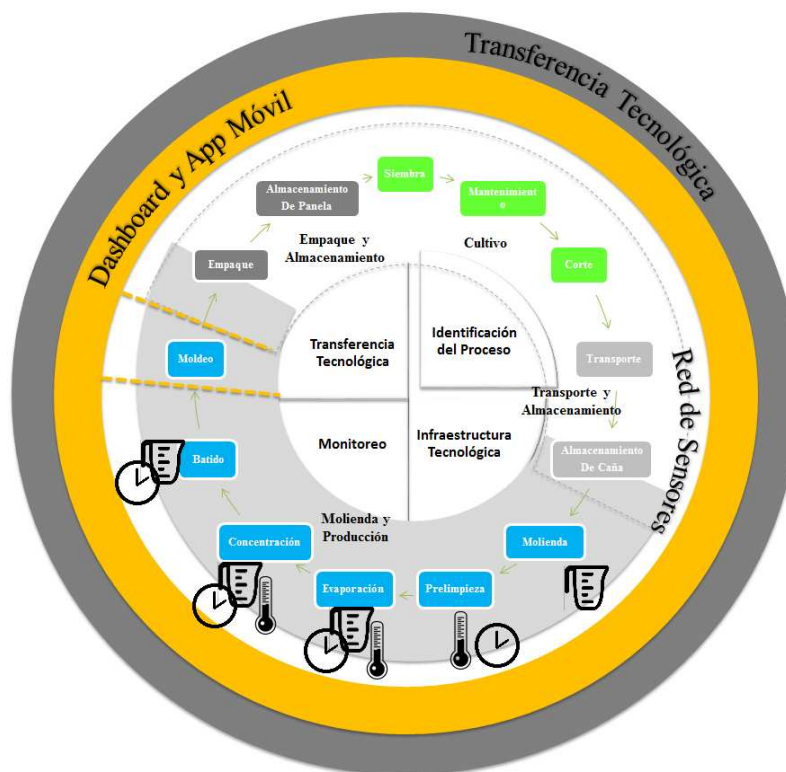 Transferencia Tecnológica
Dashboard y App Móvil
Red de Sensores
Siembra
Mantenimient
o
Corte
Transporte
Almacenamiento
De Caña
Molienda
Prelimpieza
Evaporación
Concentración
Batido
Moldeo
Empaque
Almacenamiento
De Panela
Cultivo
Transporte y
Almacenamiento
Molienda y
Producción
Empaque y
Almacenamiento
Identificación
del Proceso
Infraestructura
Tecnológica
Monitoreo
Transferencia
Tecnológica